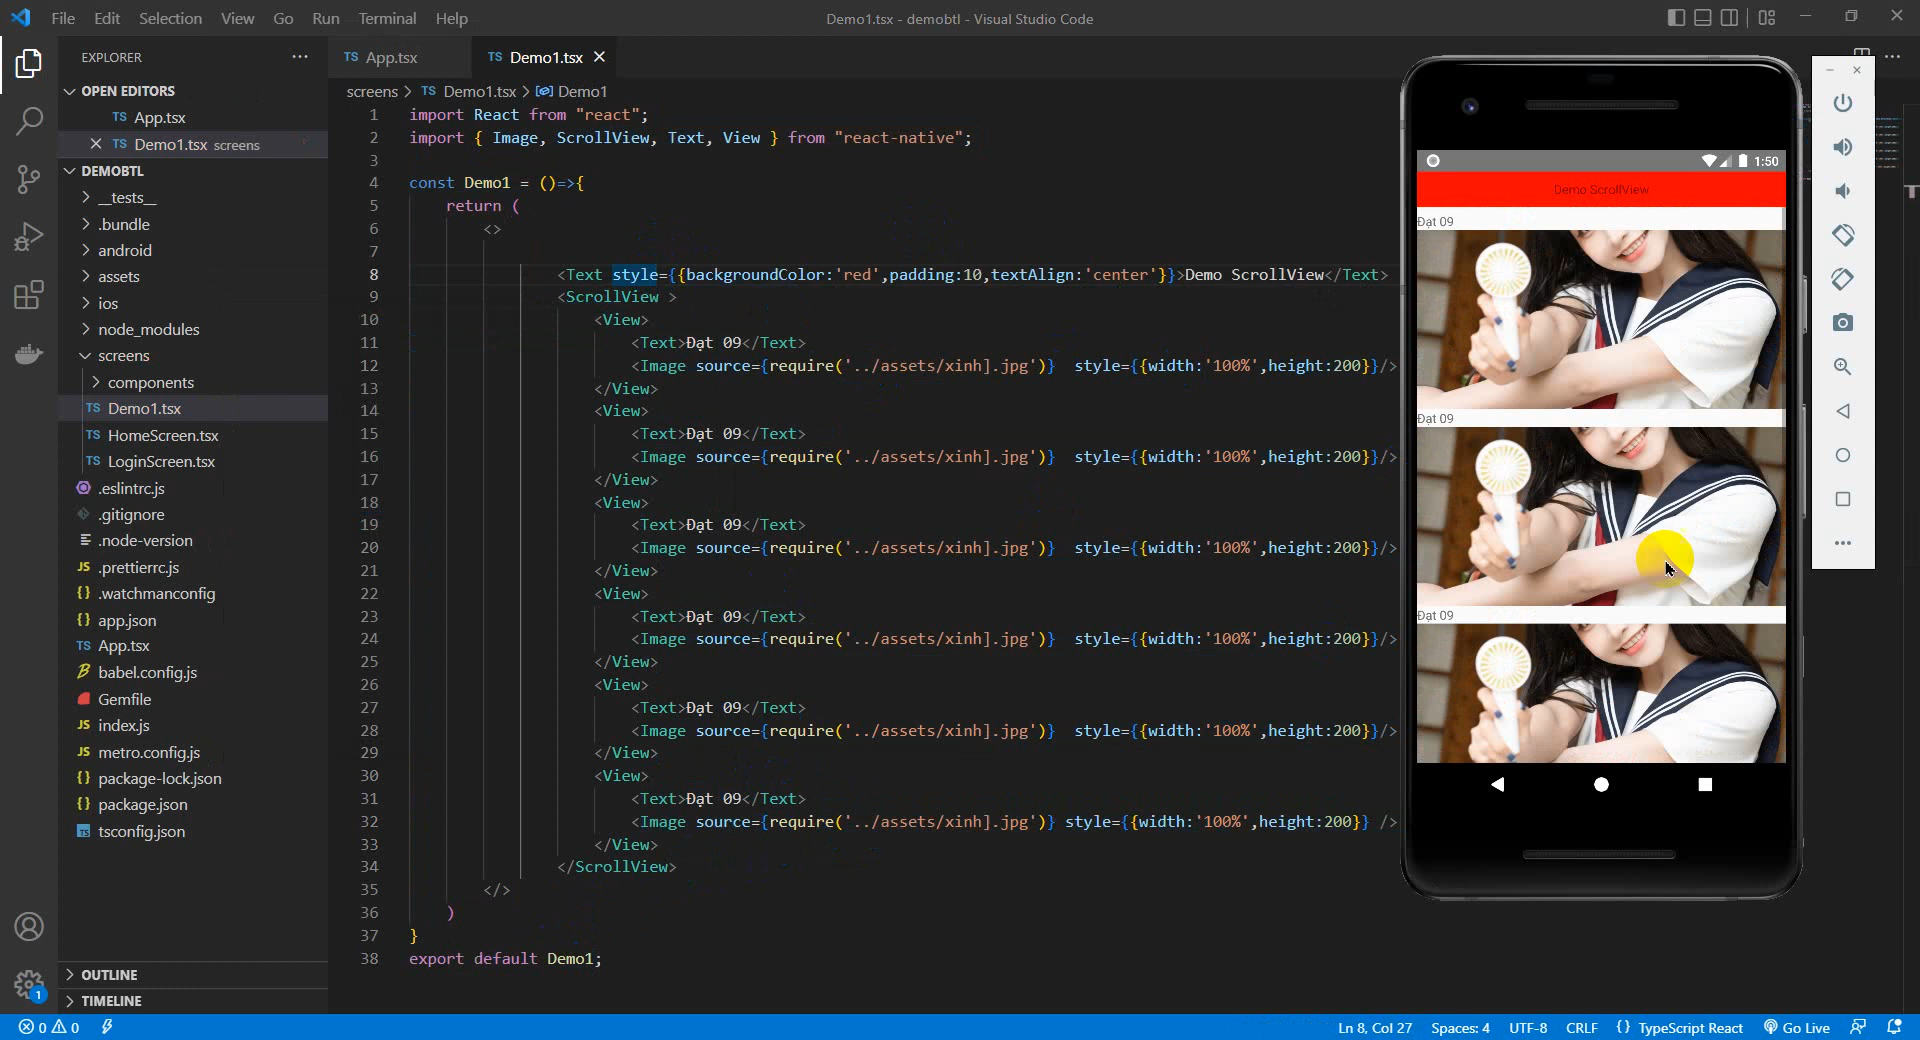 File Edit Selection View Go Run Terminal Help
Demo1.tsx - demobtl - Visual Studio Code
EXPLORER
OPEN EDITORS
TS App.tsx
TS Demo1.tsx screens
DEMOBTL
__tests__
.bundle
android
assets
ios
node_modules
screens
components
TS Demo1.tsx
TS HomeScreen.tsx
TS LoginScreen.tsx
.eslintrc.js
.gitignore
.node-version
JS .prettierrc.js
{} .watchmanconfig
{} app.json
TS App.tsx
babel.config.js
Gemfile
JS index.js
JS metro.config.js
{} package-lock.json
{} package.json
TS tsconfig.json
OUTLINE
TIMELINE
1
TS App.tsx TS Demo1.tsx
screens > TS Demo1.tsx > Demo1
1 import React from "react";
2 import { Image, ScrollView, Text, View } from "react-native";
3
4 const Demo1 = ()=>{
5 return (
6 <>
7
8 <Text style={{backgroundColor:'red',padding:10,textAlign:'center'}}>Demo ScrollView</Text>
9 <ScrollView >
10 <View>
11 <Text>Đạt 09</Text>
12 <Image source={require('../assets/xinh].jpg')} style={{width:'100%',height:200}}/>
13 </View>
14 <View>
15 <Text>Đạt 09</Text>
16 <Image source={require('../assets/xinh].jpg')} style={{width:'100%',height:200}}/>
17 </View>
18 <View>
19 <Text>Đạt 09</Text>
20 <Image source={require('../assets/xinh].jpg')} style={{width:'100%',height:200}}/>
21 </View>
22 <View>
23 <Text>Đạt 09</Text>
24 <Image source={require('../assets/xinh].jpg')} style={{width:'100%',height:200}}/>
25 </View>
26 <View>
27 <Text>Đạt 09</Text>
28 <Image source={require('../assets/xinh].jpg')} style={{width:'100%',height:200}}/>
29 </View>
30 <View>
31 <Text>Đạt 09</Text>
32 <Image source={require('../assets/xinh].jpg')} style={{width:'100%',height:200}} />
33 </View>
34 </ScrollView>
35 </>
36 )
37 }
38 export default Demo1;
1:50
Demo ScrollView
Đạt 09
Đạt 09
Đạt 09
0 0
Ln 8, Col 27 Spaces: 4 UTF-8 CRLF {} TypeScript React Go Live